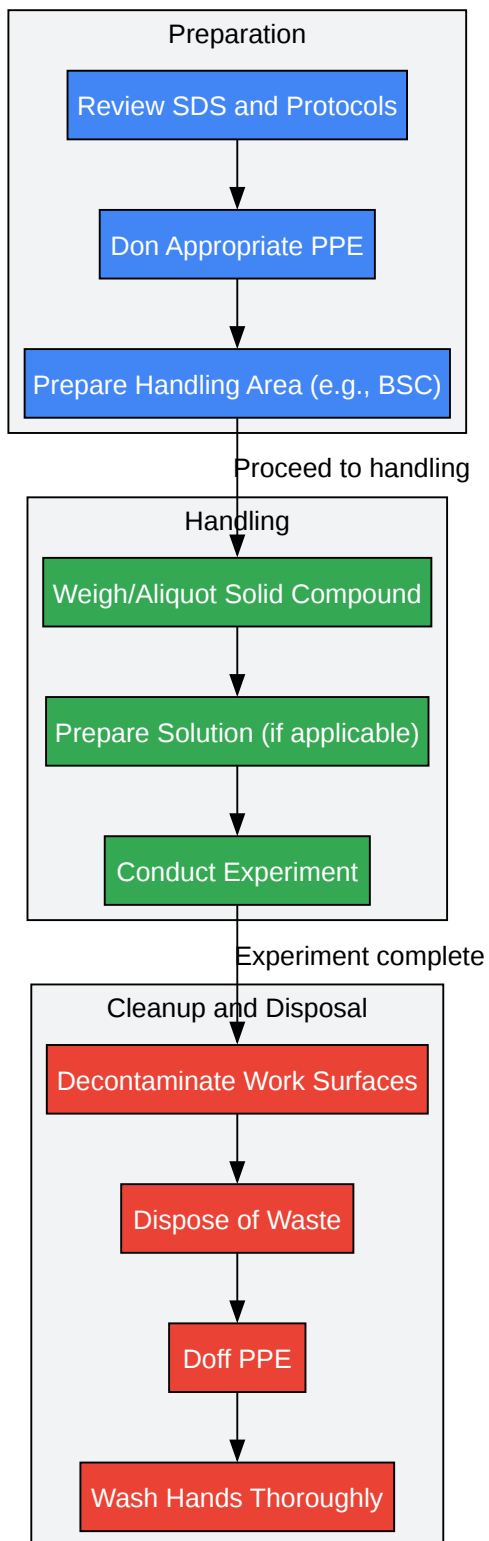 Preparation
Review SDS and Protocols
Don Appropriate PPE
Prepare Handling Area (e.g., BSC)
Proceed to handling
Handling
Weigh/Aliquot Solid Compound
Prepare Solution (if applicable)
Conduct Experiment
Experiment complete
Cleanup and Disposal
Decontaminate Work Surfaces
Dispose of Waste
Doff PPE
Wash Hands Thoroughly